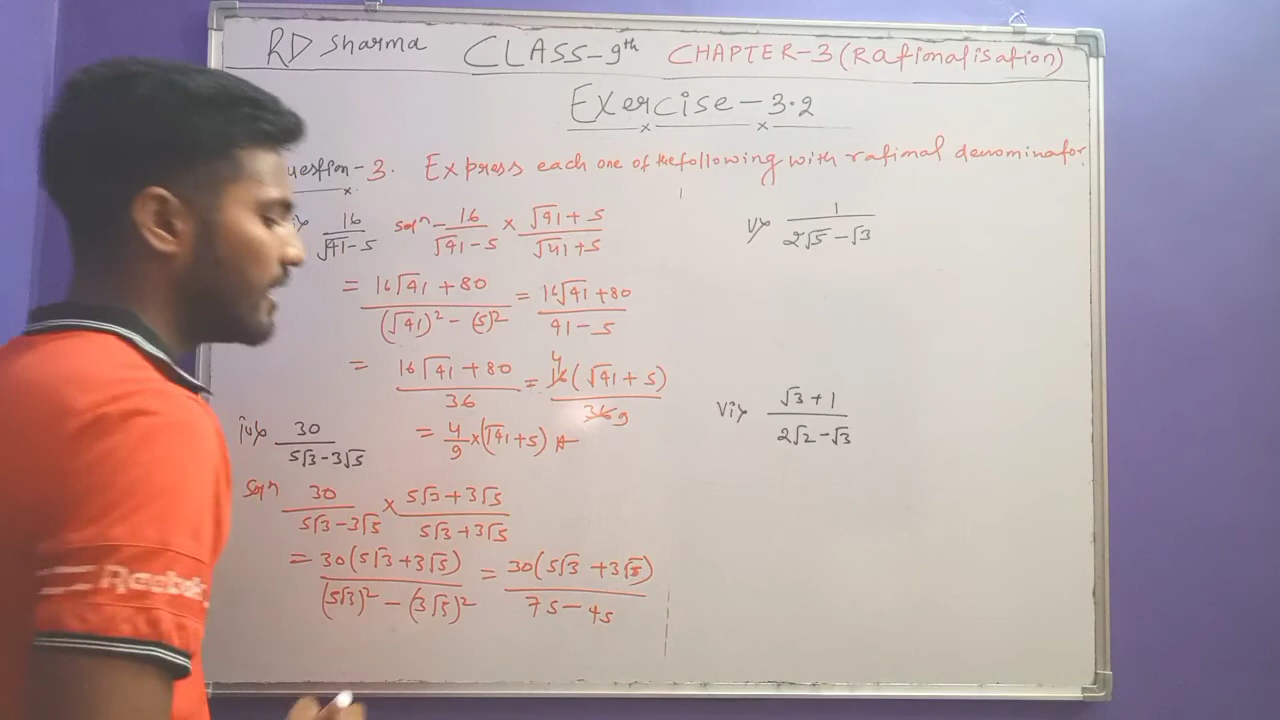 RD Sharma CLASS-9th CHAPTER-3 (Rationalisation)
Exercise-3.2
uestion-3. Express each one of the following with rational denominator.
16/(√41-5) Solⁿ- 16/(√41-5) × (√41+5)/(√41+5)
= (16√41+80)/((√41)²-(5)²) = (16√41+80)/(41-5)
= (16√41+80)/36 = 16(√41+5)/36 4 9
= 4/9×(√41+5) A
iv> 30/(5√3-3√5)
Solⁿ 30/(5√3-3√5) × (5√3+3√5)/(5√3+3√5)
= 30(5√3+3√5)/((5√3)²-(3√5)²) = 30(5√3+3√5)/(75-45)
v> 1/(2√5-√3)
vi> (√3+1)/(2√2-√3)
Reebok